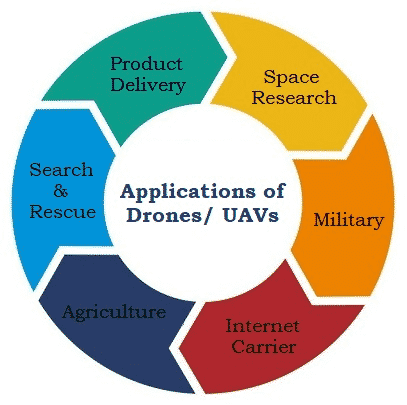 Product
Delivery
Space
Research
Military
Internet
Carrier
Agriculture
Search
&
Rescue
Applications of
Drones/ UAVs